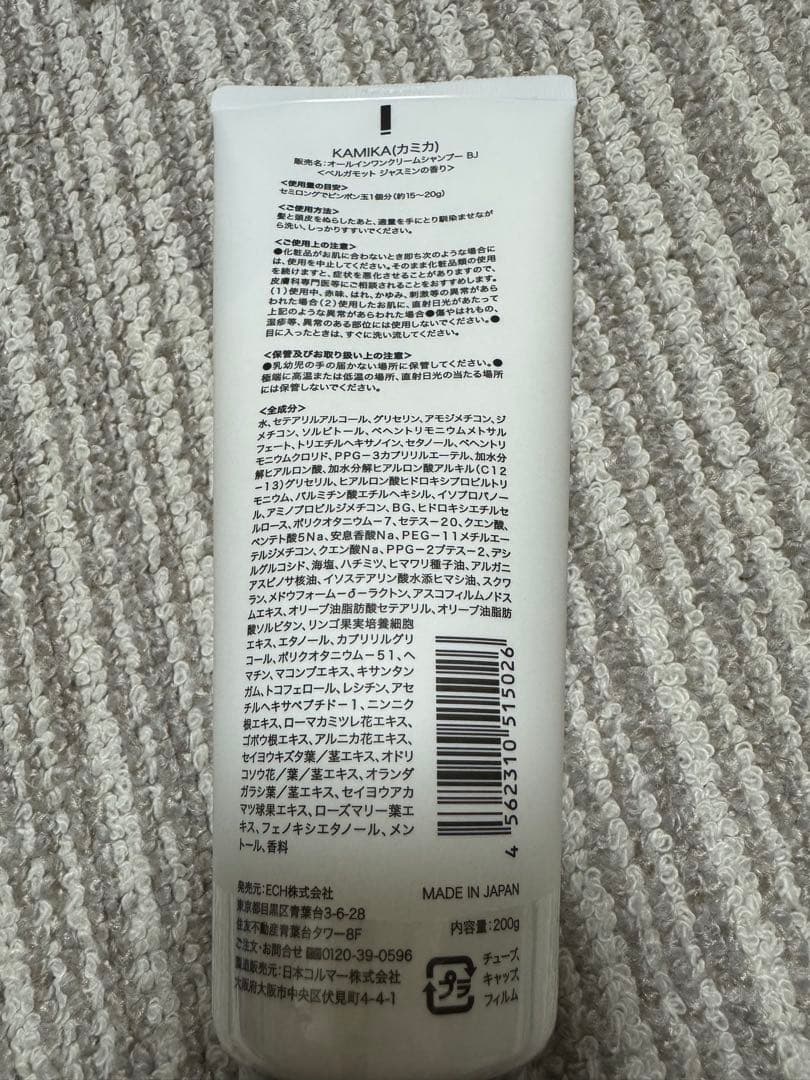 KAMIKA(カミカ)
販売名:オールインワンクリームシャンプー BJ
<ベルガモット ジャスミンの香り>
<使用量の目安>
セミロングでピンポン玉1個分(約15〜20g)
<ご使用方法>
髪と頭皮をぬらしたあと、適量を手にとり馴染ませなが
ら洗い、しっかりすすいでください。
<ご使用上の注意>
●化粧品がお肌に合わないとき即ち次のような場合に
は、使用を中止してください。そのまま化粧品類の使用
を続けますと、症状を悪化させることがありますので、
皮膚科専門医等にご相談されることをおすすめします。
(1)使用中、赤味、はれ、かゆみ、刺激等の異常があら
われた場合(2)使用したお肌に、直射日光があたって
上記のような異常があらわれた場合●傷やはれもの、
湿疹等、異常のある部位には使用しないでください。●
目に入ったときは、すぐに洗い流してください。
<保管及びお取り扱い上の注意>
●乳幼児の手の届かない場所に保管してください。●
極端に高温または低温の場所、直射日光の当たる場所
には保管しないでください。
<全成分>
水、セテアリルアルコール、グリセリン、アモジメチコン、ジ
メチコン、ソルビトール、ベヘントリモニウムメトサル
フェート、トリエチルヘキサノイン、セタノール、ベヘントリ
モニウムクロリド、PPG-3カプリリルエーテル、加水分
解ヒアルロン酸、加水分解ヒアルロン酸アルキル(C12
-13)グリセリル、ヒアルロン酸ヒドロキシプロピルトリ
モニウム、パルミチン酸エチルヘキシル、イソプロパノー
ル、アミノプロピルジメチコン、BG、ヒドロキシエチルセ
ルロース、ポリクオタニウム-7、セテス-20、クエン酸、
ペンテト酸5Na、安息香酸Na、PEG-11メチルエー
テルジメチコン、クエン酸Na、PPG-2ブテス-2、デシ
ルグルコシド、海塩、ハチミツ、ヒマワリ種子油、アルガニ
アスピノサ核油、イソステアリン酸水添ヒマシ油、スクワ
ラン、メドウフォーム-δ-ラクトン、アスコフィルムノドス
ムエキス、オリーブ油脂肪酸セテアリル、オリーブ油脂肪
酸ソルビタン、リンゴ果実培養細胞
エキス、エタノール、カプリリルグリ
コール、ポリクオタニウム-51、ヘ
マチン、マコンブエキス、キサンタン
ガム、トコフェロール、レシチン、アセ
チルヘキサペプチド-1、ニンニク
根エキス、ローマカミツレ花エキス、
ゴボウ根エキス、アルニカ花エキス、
セイヨウキズタ葉/茎エキス、オドリ
コソウ花/葉/茎エキス、オランダ
ガラシ葉/茎エキス、セイヨウアカ
マツ球果エキス、ローズマリー葉エ
キス、フェノキシエタノール、メン
トール、香料
4 562310 515026
発売元:ECH株式会社
東京都目黒区青葉台3-6-28
住友不動産青葉台タワー8F
ご注文・お問合せ 0120-39-0596
製造販売元:日本コルマー株式会社
大阪府大阪市中央区伏見町4-4-1
MADE IN JAPAN
内容量:200g
プラ
チューブ、
キャップ、
フィルム